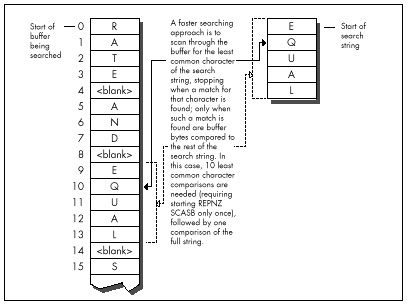 Start of
buffer
being
searched
0 R
1 A
2 T
3 E
4 <blank>
5 A
6 N
7 D
8 <blank>
9 E
10 Q
11 U
12 A
13 L
14 <blank>
15 S
A faster searching
approach is to
scan through the
buffer for the least
common character
of the search
string, stopping
when a match for
that character is
found; only when
such a match is
found are buffer
bytes compared to
the rest of the
search string. In
this case, 10 least
common character
comparisons are
needed (requiring
starting REPNZ
SCASB only once),
followed by one
comparison of the
full string.
E
Q
U
A
L
Start of
search
string